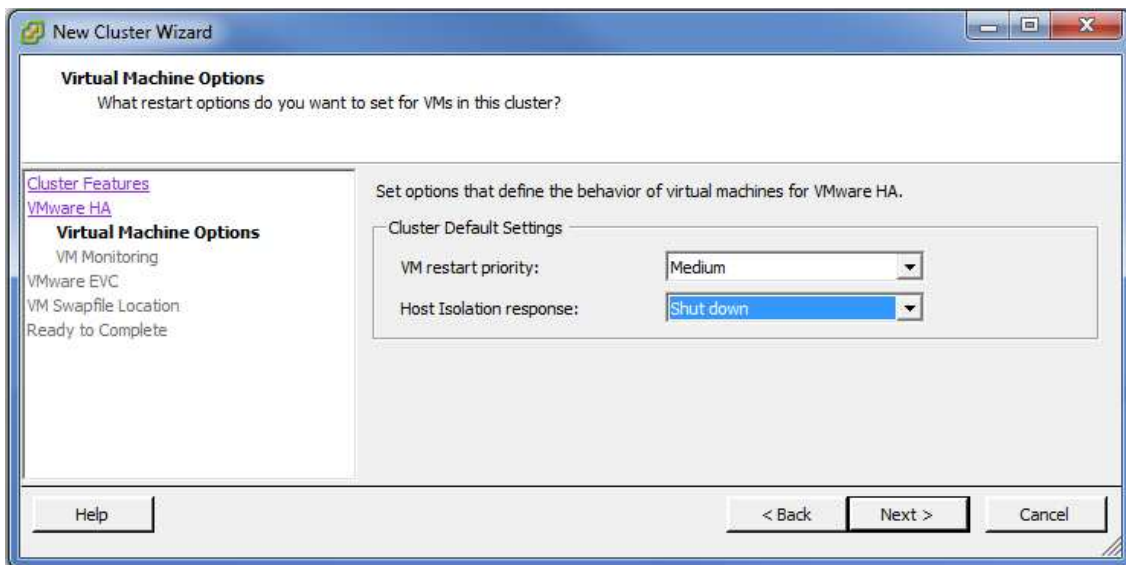 New Cluster Wizard
Virtual Machine Options
What restart options do you want to set for VMs in this cluster?
Cluster Features
VMware HA
Virtual Machine Options
VM Monitoring
VMware EVC
VM Swapfile Location
Ready to Complete
Set options that define the behavior of virtual machines for VMware HA.
Cluster Default Settings
VM restart priority: Medium
Host Isolation response: Shut down
Help < Back Next > Cancel